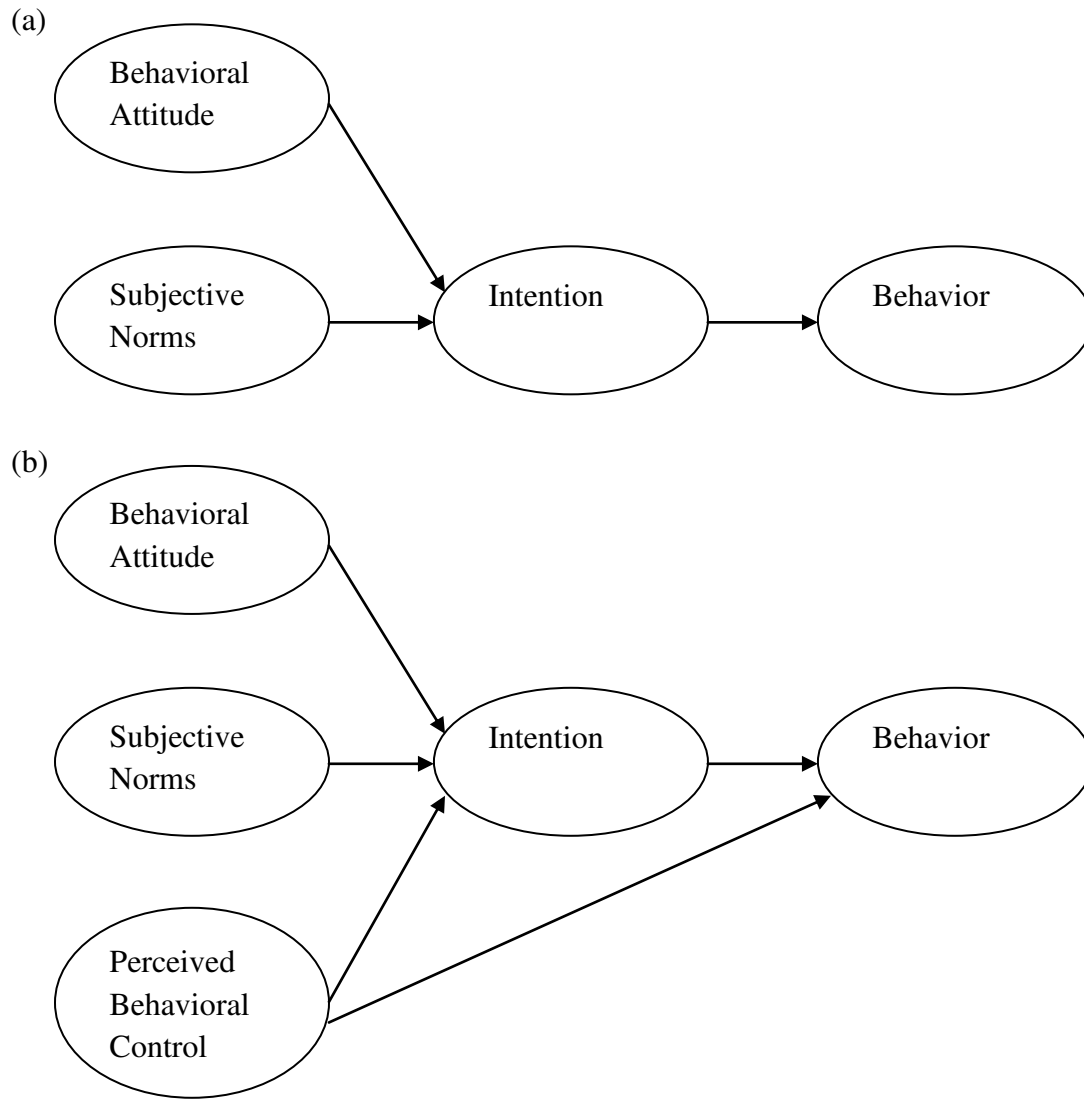 (a)
Behavioral
Attitude
Subjective
Norms
Intention
Behavior
(b)
Behavioral
Attitude
Subjective
Norms
Intention
Behavior
Perceived
Behavioral
Control